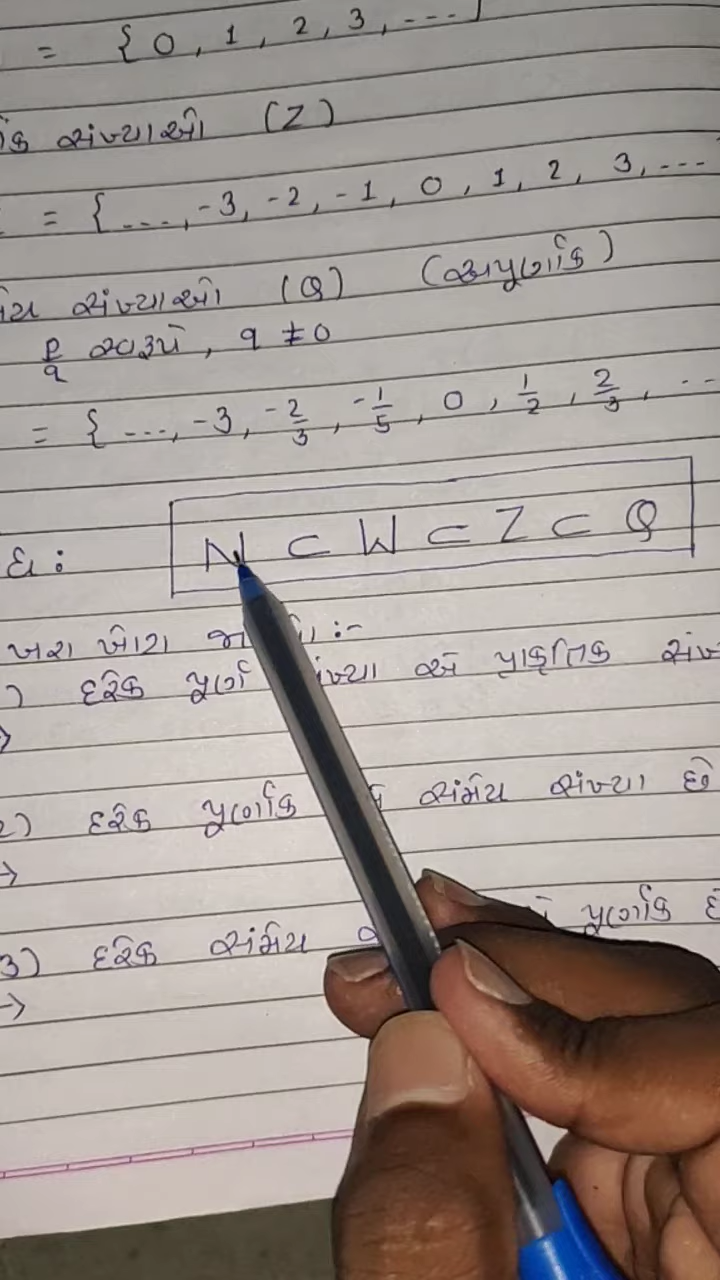 = {0, 1, 2, 3, ...}
સંખ્યાઓ (Z)
= {..., -3, -2, -1, 0, 1, 2, 3, ...
સંખ્યાઓ (Q) (અપૂર્ણાંક)
p/q સ્વરૂપે, q ≠ 0
= {..., -3, -2/3, -1/5, 0, 1/2, 2/3, ...
N ⊂ W ⊂ Z ⊂ Q
ખરા ખોટા :-
દરેક પુર્ણ એ પ્રાકૃતિક
2) દરેક પુર્ણાંક સંમેય સંખ્યા છે
→
3) દરેક સંમેય પુર્ણાંક
→